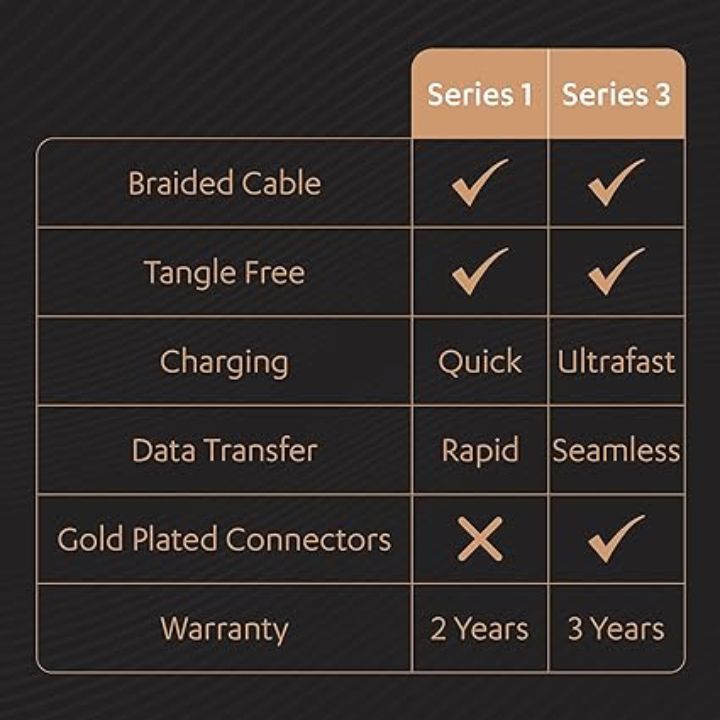 Series 1 Series 3
Braided Cable ✓ ✓
Tangle Free ✓ ✓
Charging Quick Ultrafast
Data Transfer Rapid Seamless
Gold Plated Connectors ✕ ✓
Warranty 2 Years 3 Years